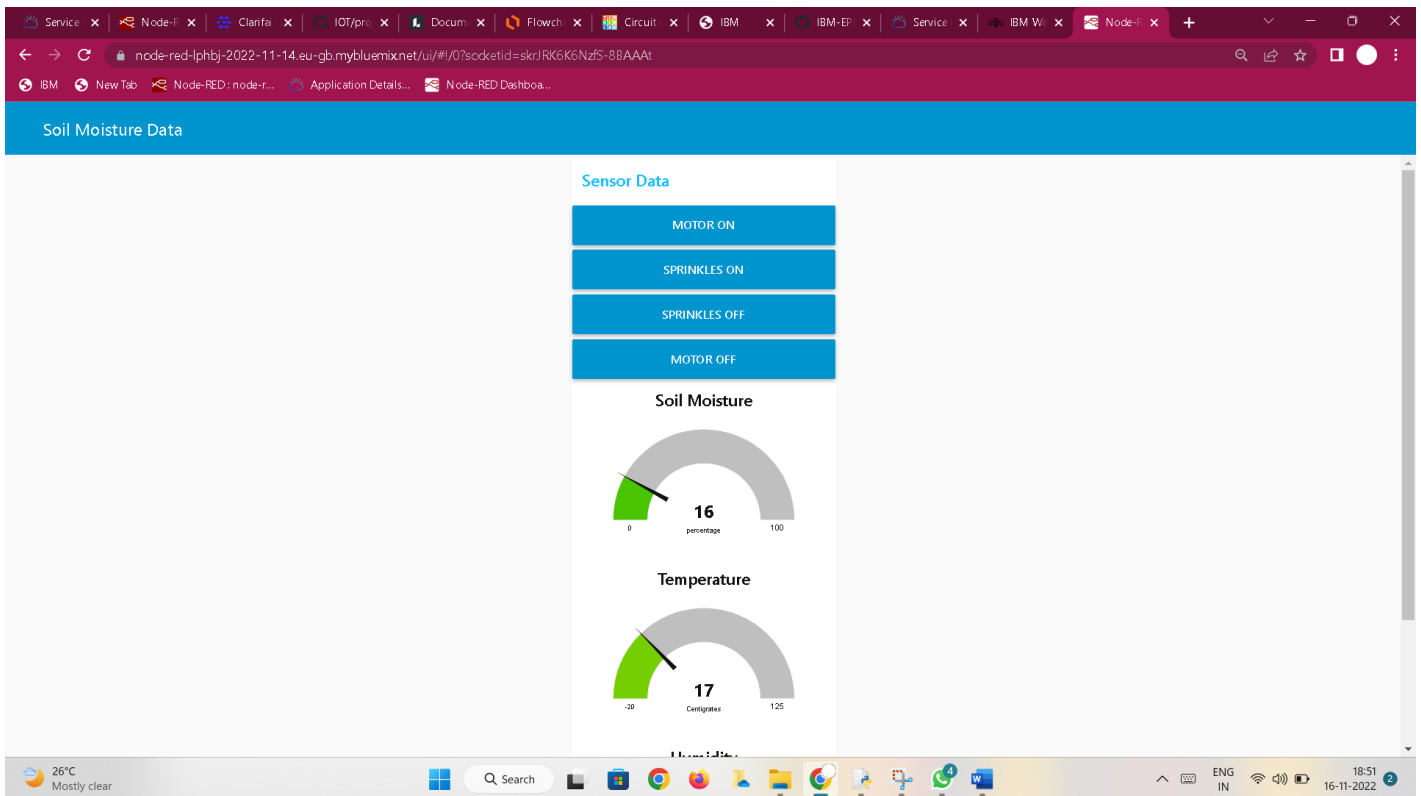 Service
Node-R
Clarifai
IOT/pro
Docum
Flowch
Circuit
IBM
IBM-EP
Service
IBM Wa
Node-R
node-red-lphbj-2022-11-14.eu-gb.mybluemix.net/ui/#!/0?socketid=skrJRK6K6NzfS-8BAAAt
IBM
New Tab
Node-RED : node-r...
Application Details...
Node-RED Dashboa...
Soil Moisture Data
Sensor Data
MOTOR ON
SPRINKLES ON
SPRINKLES OFF
MOTOR OFF
Soil Moisture
16
percentage
0
100
Temperature
17
Centigrates
-20
125
Humidity
26°C
Mostly clear
Search
4
ENG
IN
18:51
16-11-2022
2